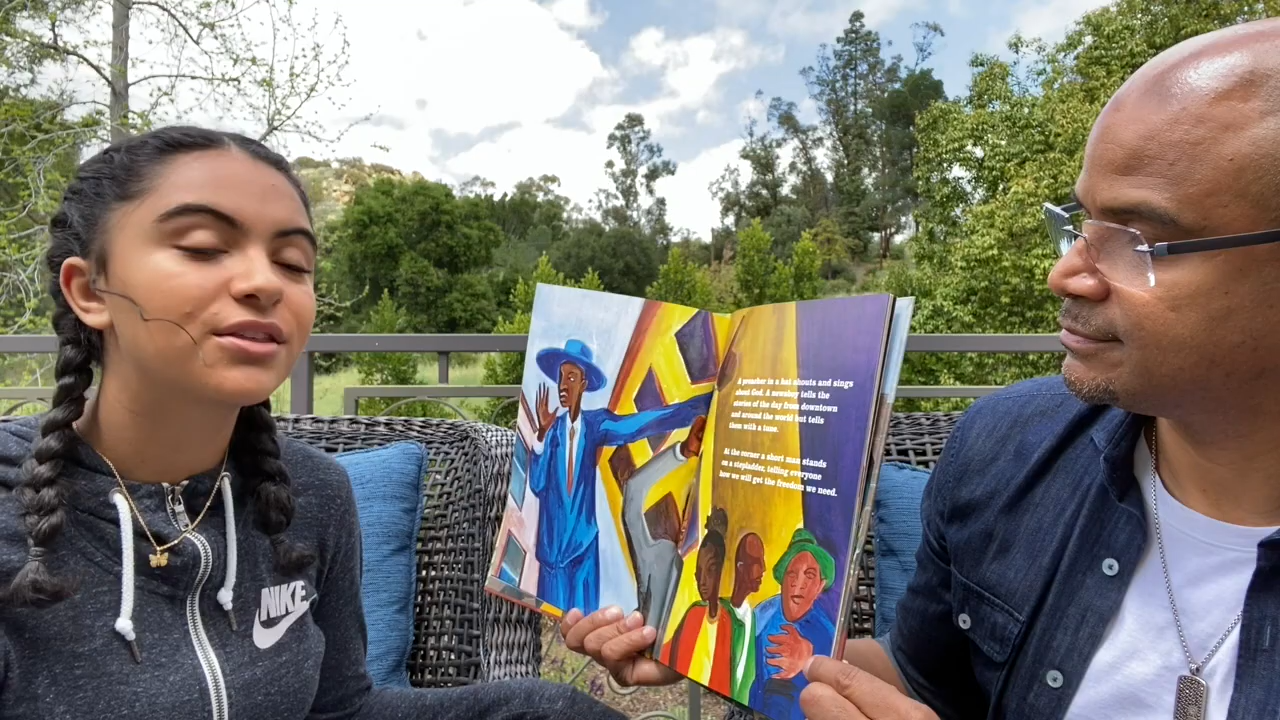 A preacher in a hat shouts and sings
about God. A newsboy tells the
stories of the day from downtown
and around the world but tells
them with a tune.
At the corner a short man stands
on a stepladder, telling everyone
how we will get the freedom we need.
NIKE